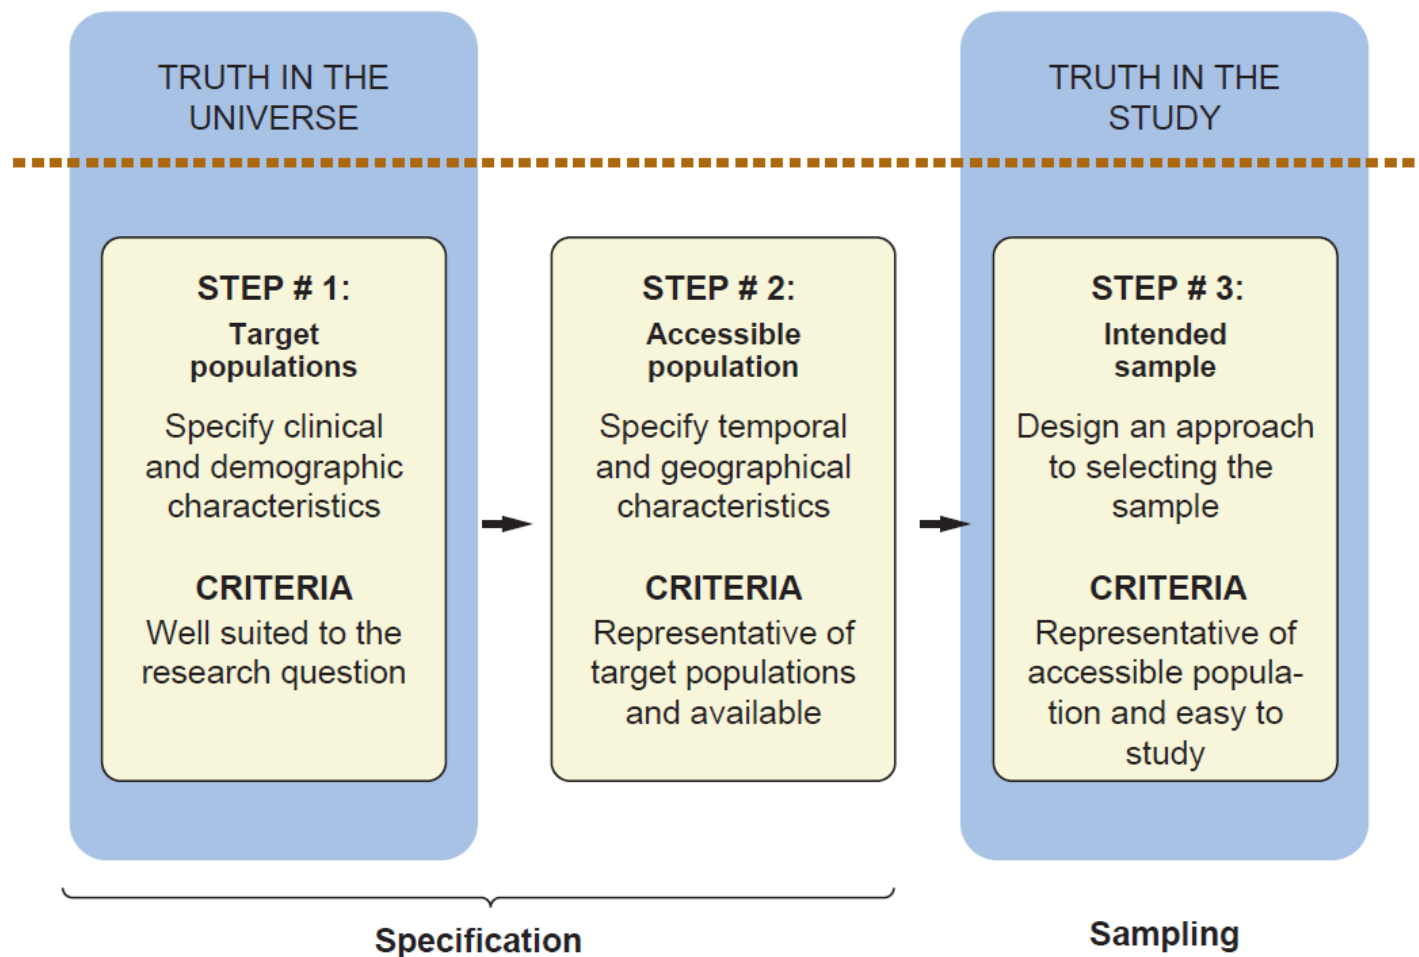 TRUTH IN THE
UNIVERSE
TRUTH IN THE
STUDY
STEP # 1:
Target
populations
Specify clinical
and demographic
characteristics
CRITERIA
Well suited to the
research question
STEP # 2:
Accessible
population
Specify temporal
and geographical
characteristics
CRITERIA
Representative of
target populations
and available
STEP # 3:
Intended
sample
Design an approach
to selecting the
sample
CRITERIA
Representative of
accessible popula-
tion and easy to
study
Specification
Sampling